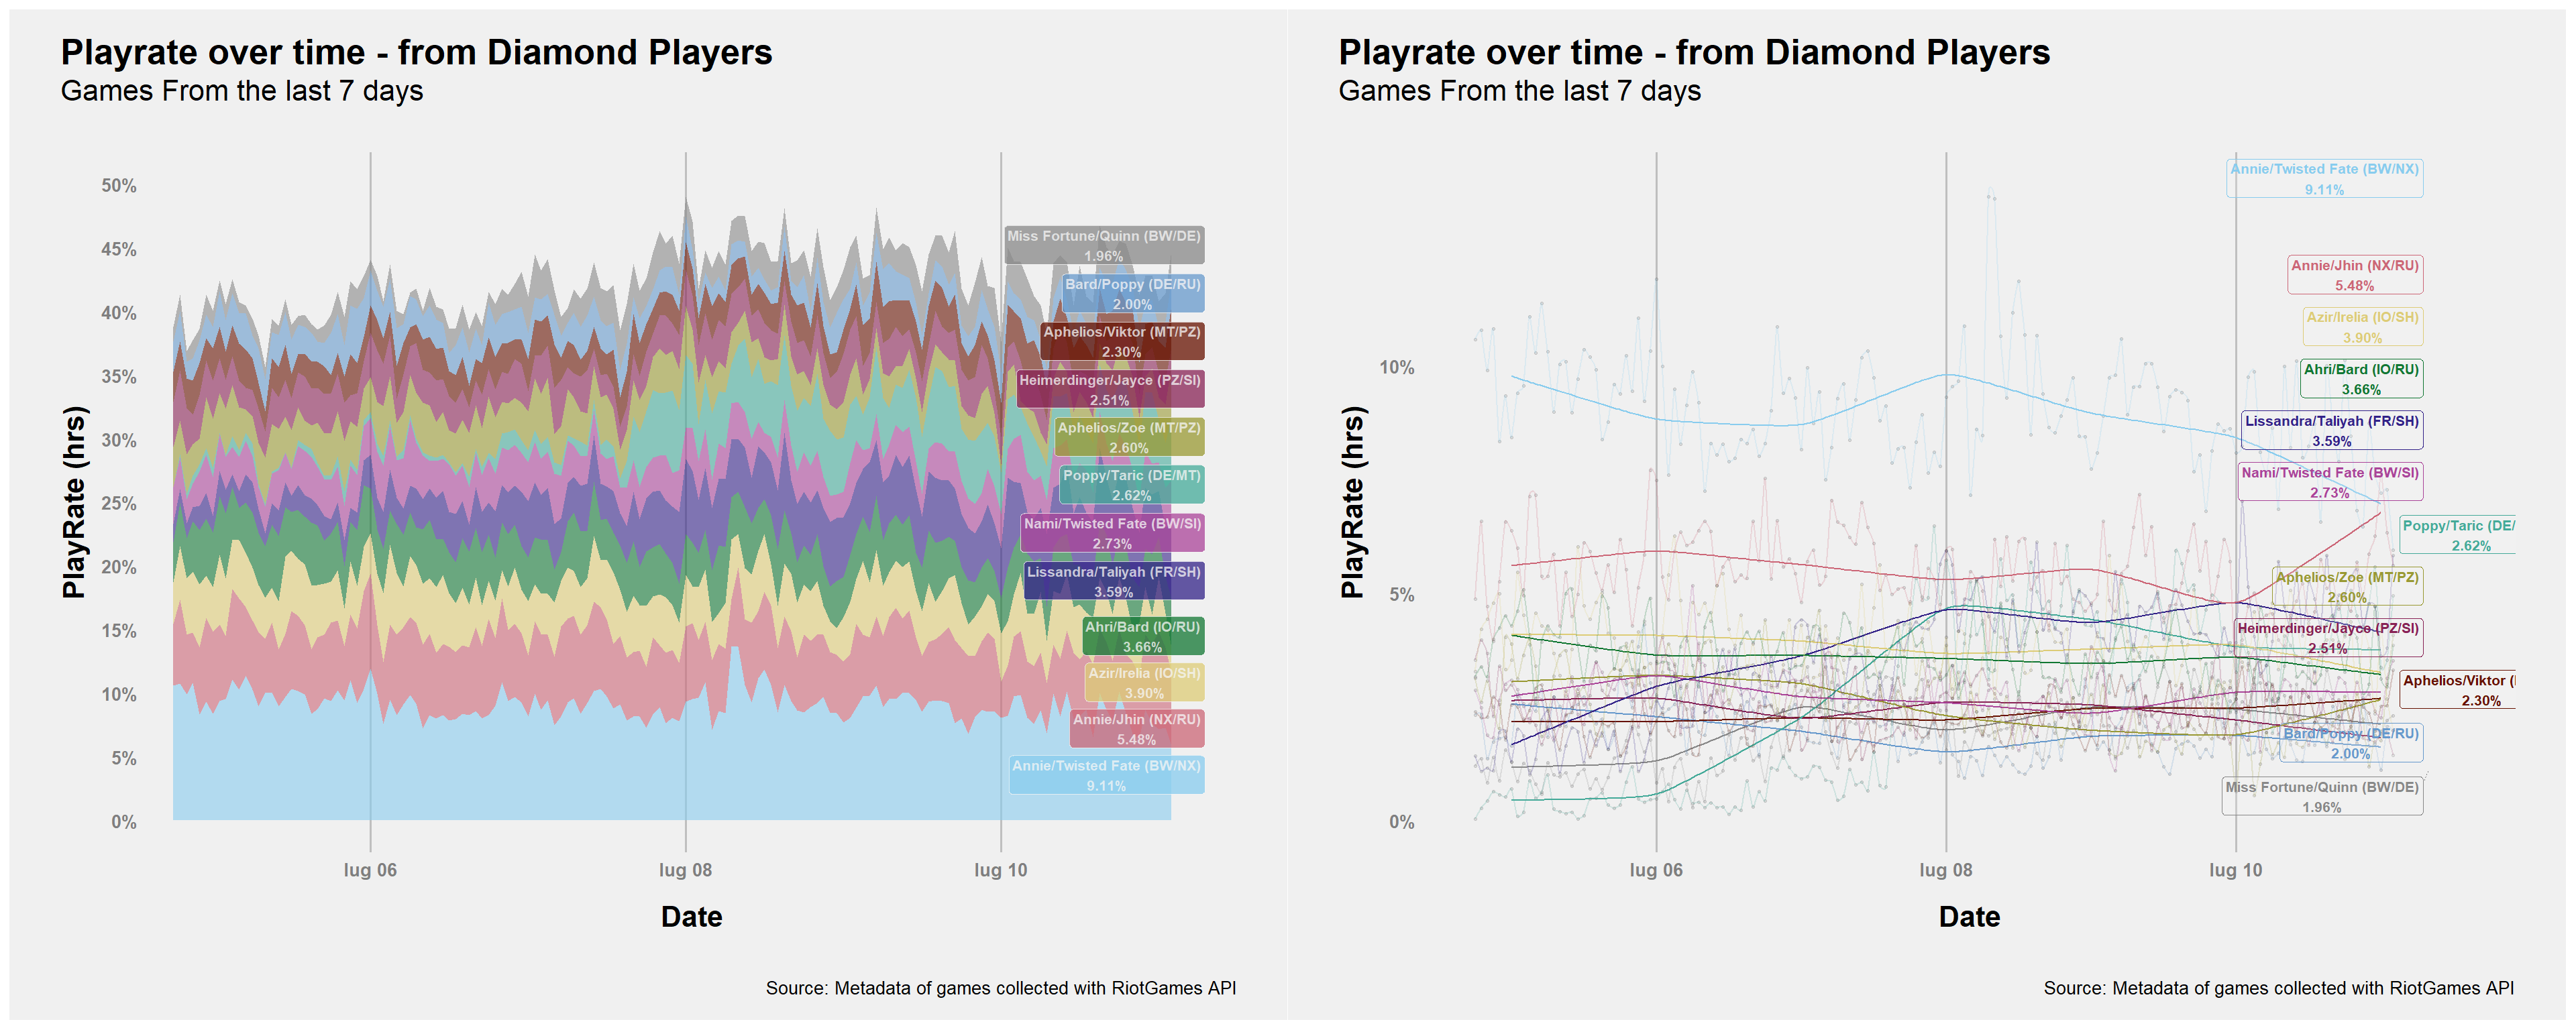 Playrate over time - from Diamond Players
Games From the last 7 days
PlayRate (hrs)
50%
45%
40%
35%
30%
25%
20%
15%
10%
5%
0%
Miss Fortune/Quinn (BW/DE)
1.96%
Bard/Poppy (DE/RU)
2.00%
Aphelios/Viktor (MT/PZ)
2.30%
Heimerdinger/Jayce (PZ/SI)
2.51%
Aphelios/Zoe (MT/PZ)
2.60%
Poppy/Taric (DE/MT)
2.62%
Nami/Twisted Fate (BW/SI)
2.73%
Lissandra/Taliyah (FR/SH)
3.59%
Ahri/Bard (IO/RU)
3.66%
Azir/Irelia (IO/SH)
3.90%
Annie/Jhin (NX/RU)
5.48%
Annie/Twisted Fate (BW/NX)
9.11%
lug 06
lug 08
lug 10
Date
Source: Metadata of games collected with RiotGames API
Playrate over time - from Diamond Players
Games From the last 7 days
PlayRate (hrs)
10%
5%
0%
Annie/Twisted Fate (BW/NX)
9.11%
Annie/Jhin (NX/RU)
5.48%
Azir/Irelia (IO/SH)
3.90%
Ahri/Bard (IO/RU)
3.66%
Lissandra/Taliyah (FR/SH)
3.59%
Nami/Twisted Fate (BW/SI)
2.73%
Poppy/Taric (DE/
2.62%
Aphelios/Zoe (MT/PZ)
2.60%
Heimerdinger/Jayce (PZ/SI)
2.51%
Aphelios/Viktor (
2.30%
Bard/Poppy (DE/RU)
2.00%
Miss Fortune/Quinn (BW/DE)
1.96%
lug 06
lug 08
lug 10
Date
Source: Metadata of games collected with RiotGames API